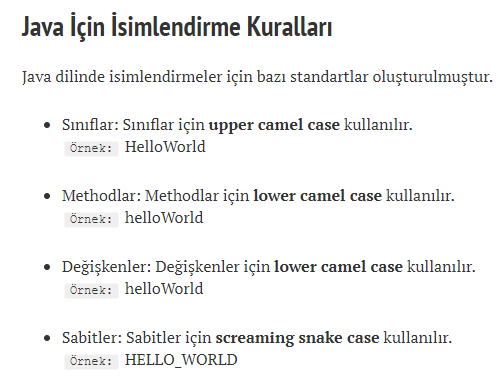 Java İçin İsimlendirme Kuralları
Java dilinde isimlendirmeler için bazı standartlar oluşturulmuştur.
Sınıflar: Sınıflar için upper camel case kullanılır.
Örnek: HelloWorld
Methodlar: Methodlar için lower camel case kullanılır.
Örnek: helloWorld
Değişkenler: Değişkenler için lower camel case kullanılır.
Örnek: helloWorld
Sabitler: Sabitler için screaming snake case kullanılır.
Örnek: HELLO_WORLD